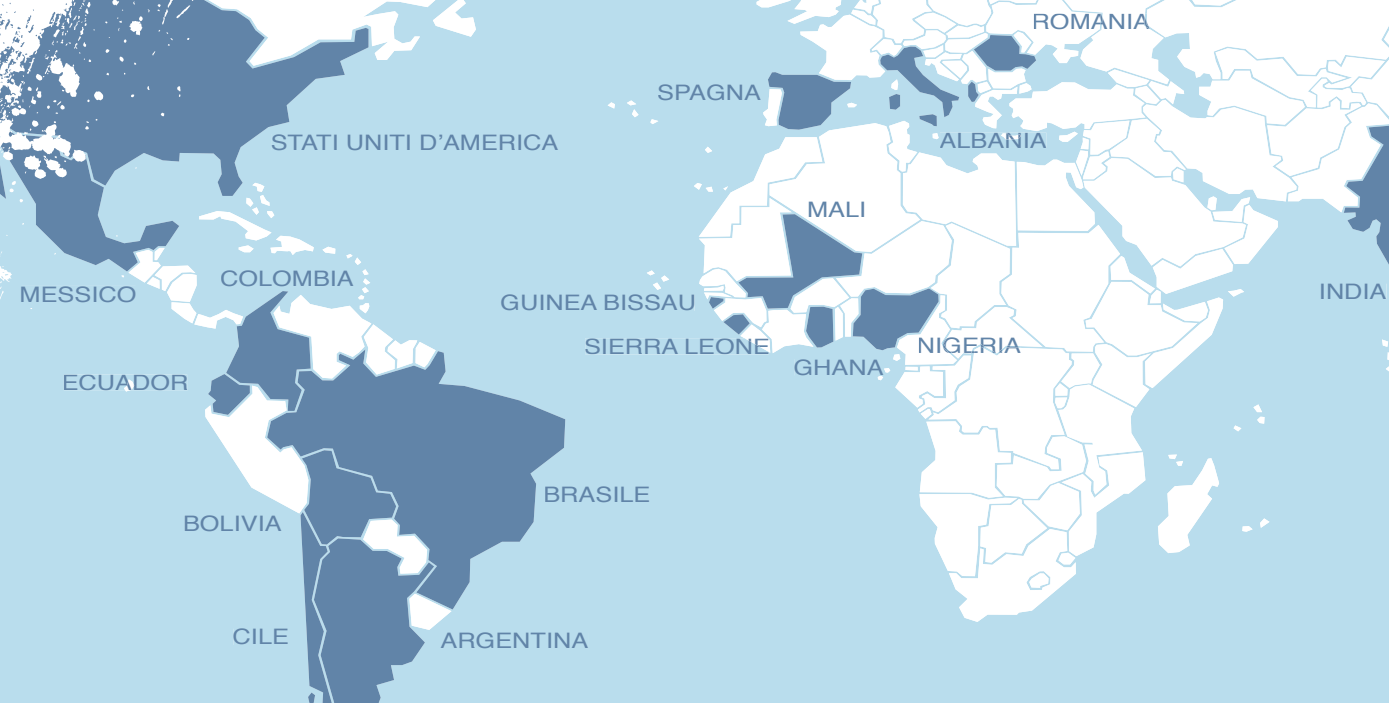 ROMANIA
SPAGNA
STATI UNITI D'AMERICA
ALBANIA
MALI
COLOMBIA
MESSICO
INDIA
GUINEA BISSAU
SIERRA LEONE
NIGERIA
GHANA
ECUADOR
BRASILE
BOLIVIA
CILE
ARGENTINA